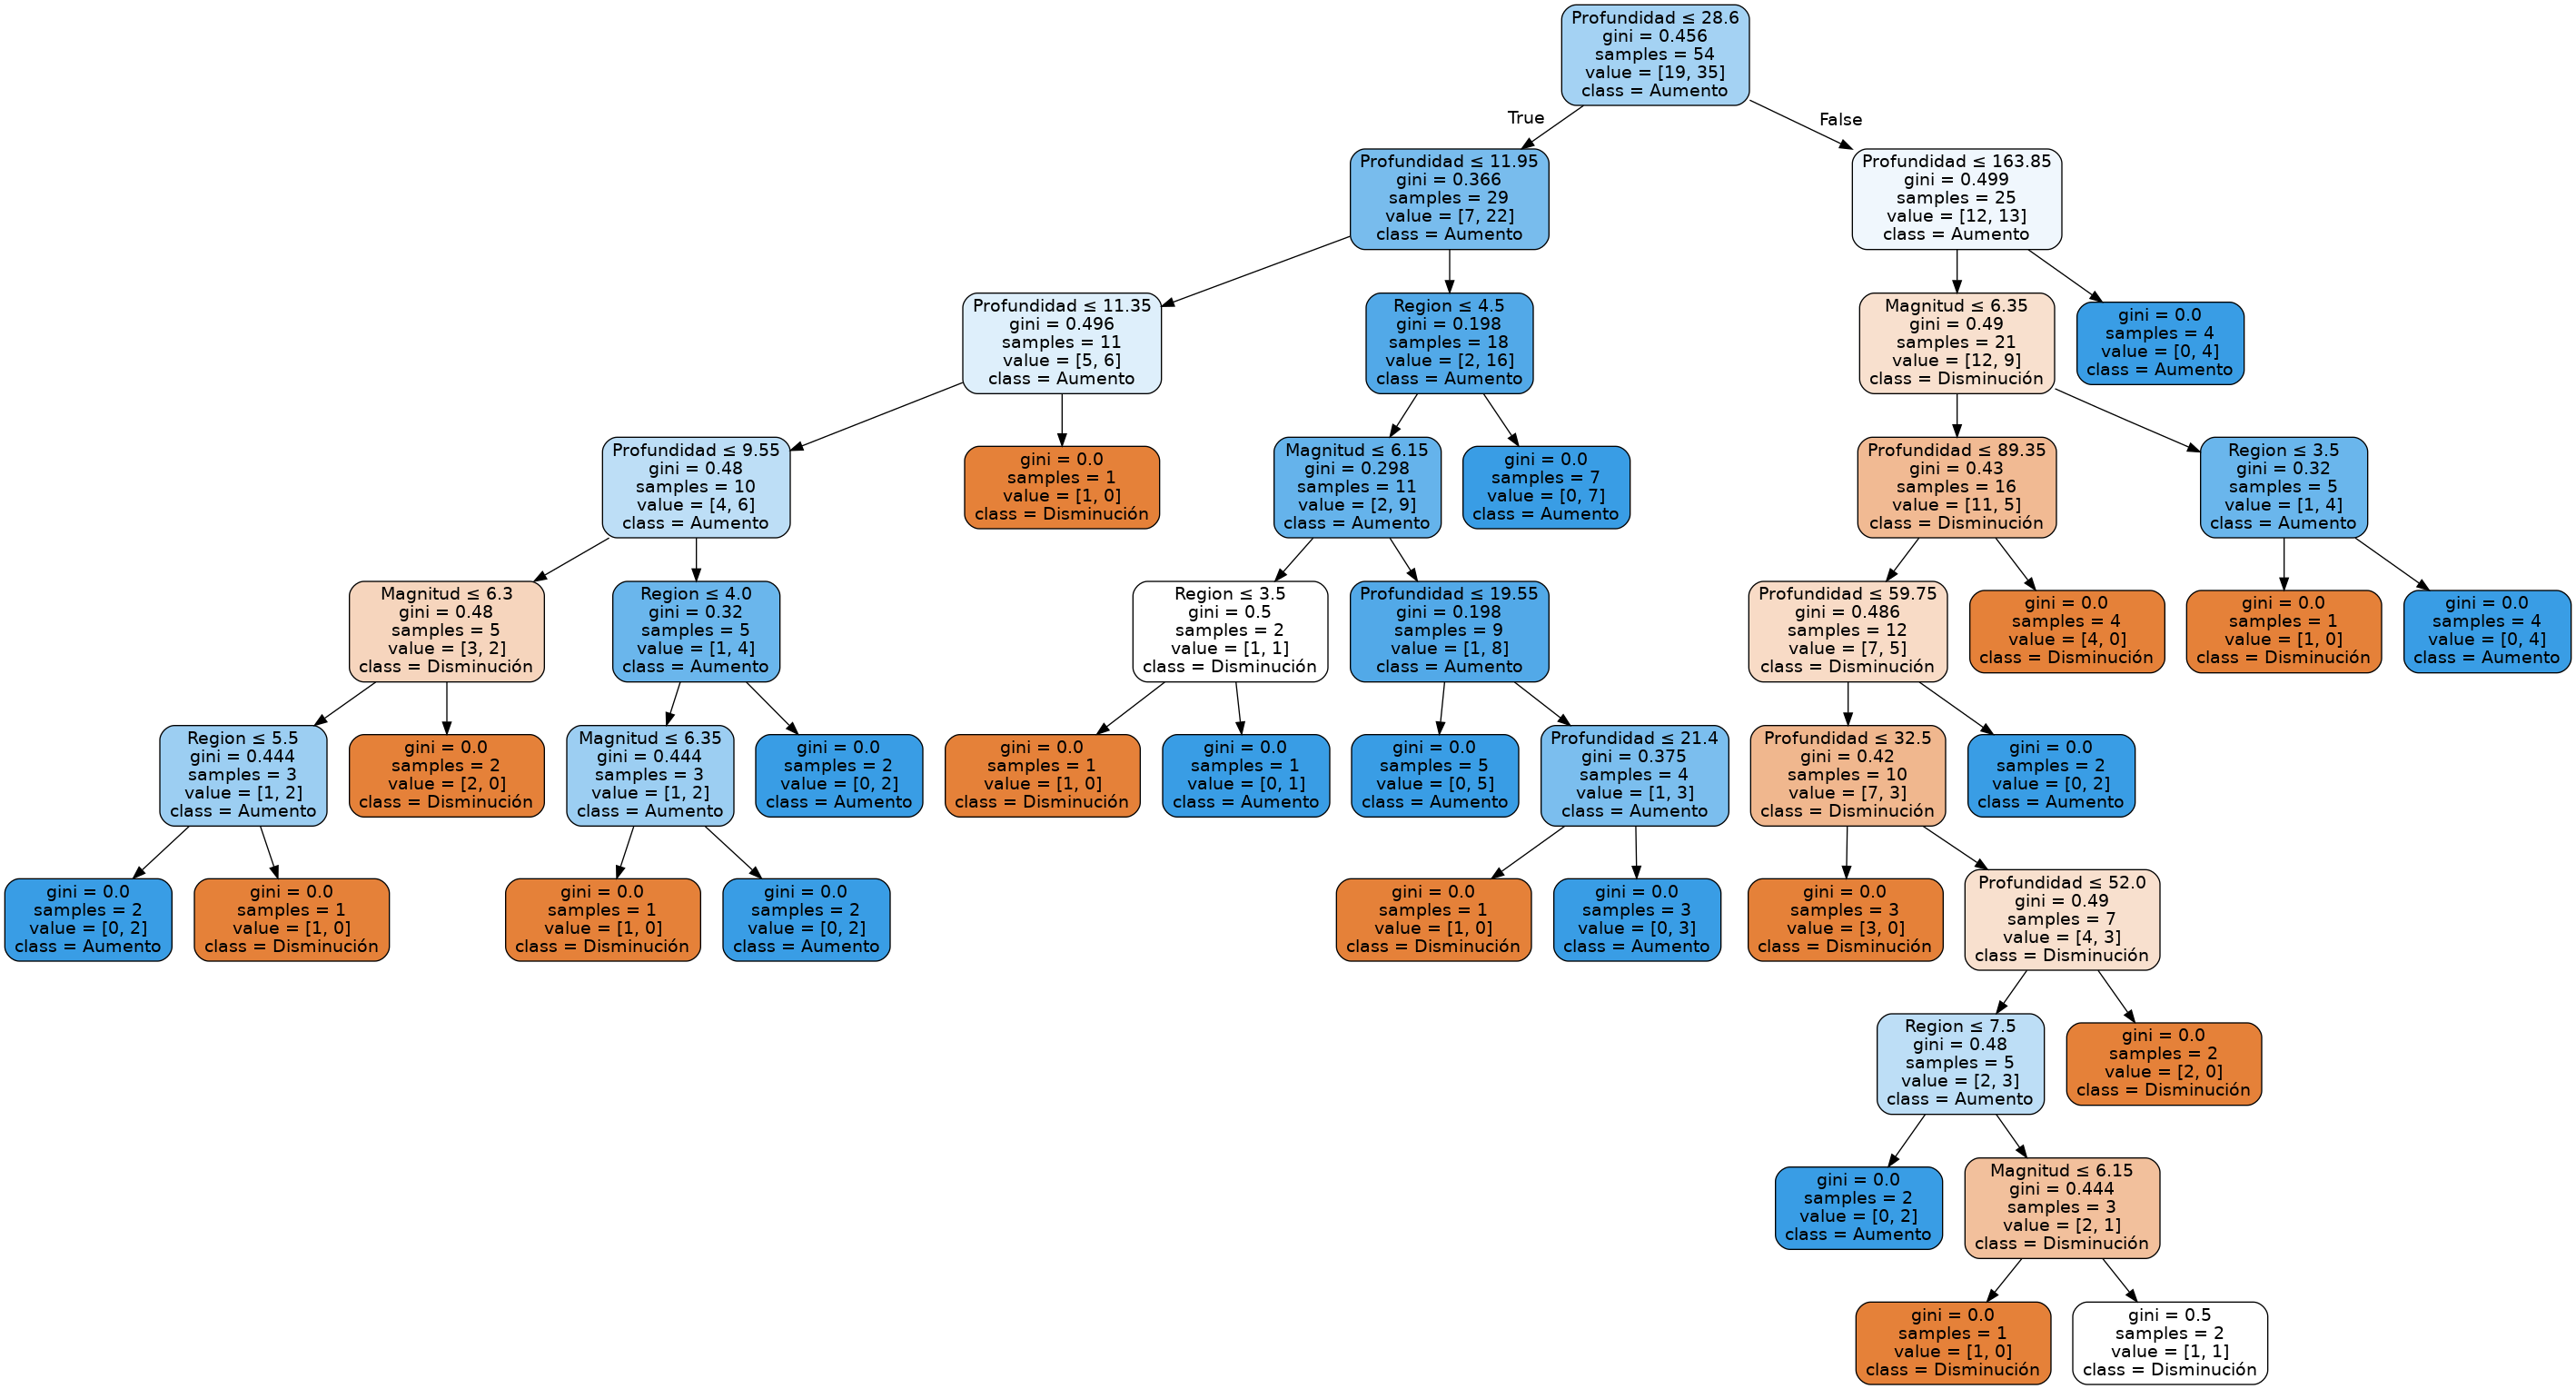 Profundidad ≤ 28.6
gini = 0.456
samples = 54
value = [19, 35]
class = Aumento
True
False
Profundidad ≤ 11.95
gini = 0.366
samples = 29
value = [7, 22]
class = Aumento
Profundidad ≤ 163.85
gini = 0.499
samples = 25
value = [12, 13]
class = Aumento
Profundidad ≤ 11.35
gini = 0.496
samples = 11
value = [5, 6]
class = Aumento
Region ≤ 4.5
gini = 0.198
samples = 18
value = [2, 16]
class = Aumento
Magnitud ≤ 6.35
gini = 0.49
samples = 21
value = [12, 9]
class = Disminución
gini = 0.0
samples = 4
value = [0, 4]
class = Aumento
Profundidad ≤ 9.55
gini = 0.48
samples = 10
value = [4, 6]
class = Aumento
gini = 0.0
samples = 1
value = [1, 0]
class = Disminución
Magnitud ≤ 6.15
gini = 0.298
samples = 11
value = [2, 9]
class = Aumento
gini = 0.0
samples = 7
value = [0, 7]
class = Aumento
Profundidad ≤ 89.35
gini = 0.43
samples = 16
value = [11, 5]
class = Disminución
Region ≤ 3.5
gini = 0.32
samples = 5
value = [1, 4]
class = Aumento
Magnitud ≤ 6.3
gini = 0.48
samples = 5
value = [3, 2]
class = Disminución
Region ≤ 4.0
gini = 0.32
samples = 5
value = [1, 4]
class = Aumento
Region ≤ 3.5
gini = 0.5
samples = 2
value = [1, 1]
class = Disminución
Profundidad ≤ 19.55
gini = 0.198
samples = 9
value = [1, 8]
class = Aumento
Profundidad ≤ 59.75
gini = 0.486
samples = 12
value = [7, 5]
class = Disminución
gini = 0.0
samples = 4
value = [4, 0]
class = Disminución
gini = 0.0
samples = 1
value = [1, 0]
class = Disminución
gini = 0.0
samples = 4
value = [0, 4]
class = Aumento
Region ≤ 5.5
gini = 0.444
samples = 3
value = [1, 2]
class = Aumento
gini = 0.0
samples = 2
value = [2, 0]
class = Disminución
Magnitud ≤ 6.35
gini = 0.444
samples = 3
value = [1, 2]
class = Aumento
gini = 0.0
samples = 2
value = [0, 2]
class = Aumento
gini = 0.0
samples = 1
value = [1, 0]
class = Disminución
gini = 0.0
samples = 1
value = [0, 1]
class = Aumento
gini = 0.0
samples = 5
value = [0, 5]
class = Aumento
Profundidad ≤ 21.4
gini = 0.375
samples = 4
value = [1, 3]
class = Aumento
Profundidad ≤ 32.5
gini = 0.42
samples = 10
value = [7, 3]
class = Disminución
gini = 0.0
samples = 2
value = [0, 2]
class = Aumento
gini = 0.0
samples = 2
value = [0, 2]
class = Aumento
gini = 0.0
samples = 1
value = [1, 0]
class = Disminución
gini = 0.0
samples = 1
value = [1, 0]
class = Disminución
gini = 0.0
samples = 2
value = [0, 2]
class = Aumento
gini = 0.0
samples = 1
value = [1, 0]
class = Disminución
gini = 0.0
samples = 3
value = [0, 3]
class = Aumento
gini = 0.0
samples = 3
value = [3, 0]
class = Disminución
Profundidad ≤ 52.0
gini = 0.49
samples = 7
value = [4, 3]
class = Disminución
Region ≤ 7.5
gini = 0.48
samples = 5
value = [2, 3]
class = Aumento
gini = 0.0
samples = 2
value = [2, 0]
class = Disminución
gini = 0.0
samples = 2
value = [0, 2]
class = Aumento
Magnitud ≤ 6.15
gini = 0.444
samples = 3
value = [2, 1]
class = Disminución
gini = 0.0
samples = 1
value = [1, 0]
class = Disminución
gini = 0.5
samples = 2
value = [1, 1]
class = Disminución